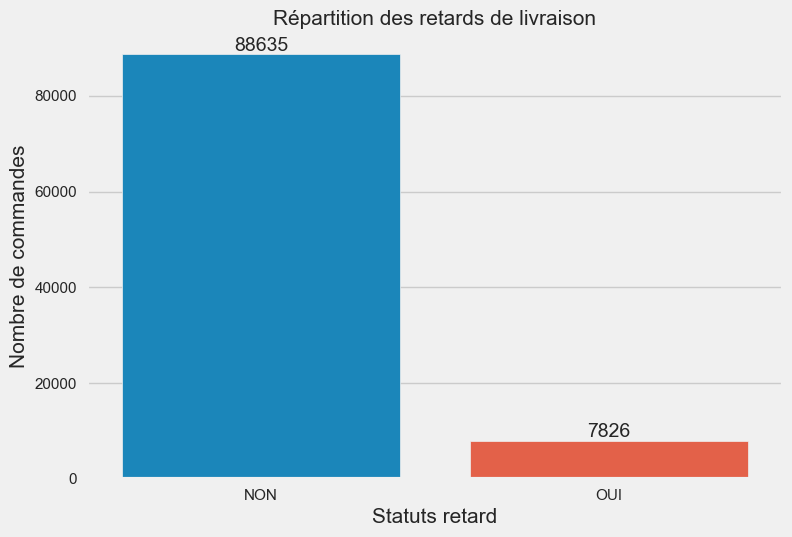 Répartition des retards de livraison
88635
80000
60000
40000
20000
0
7826
NON
OUI
Nombre de commandes
Statuts retard